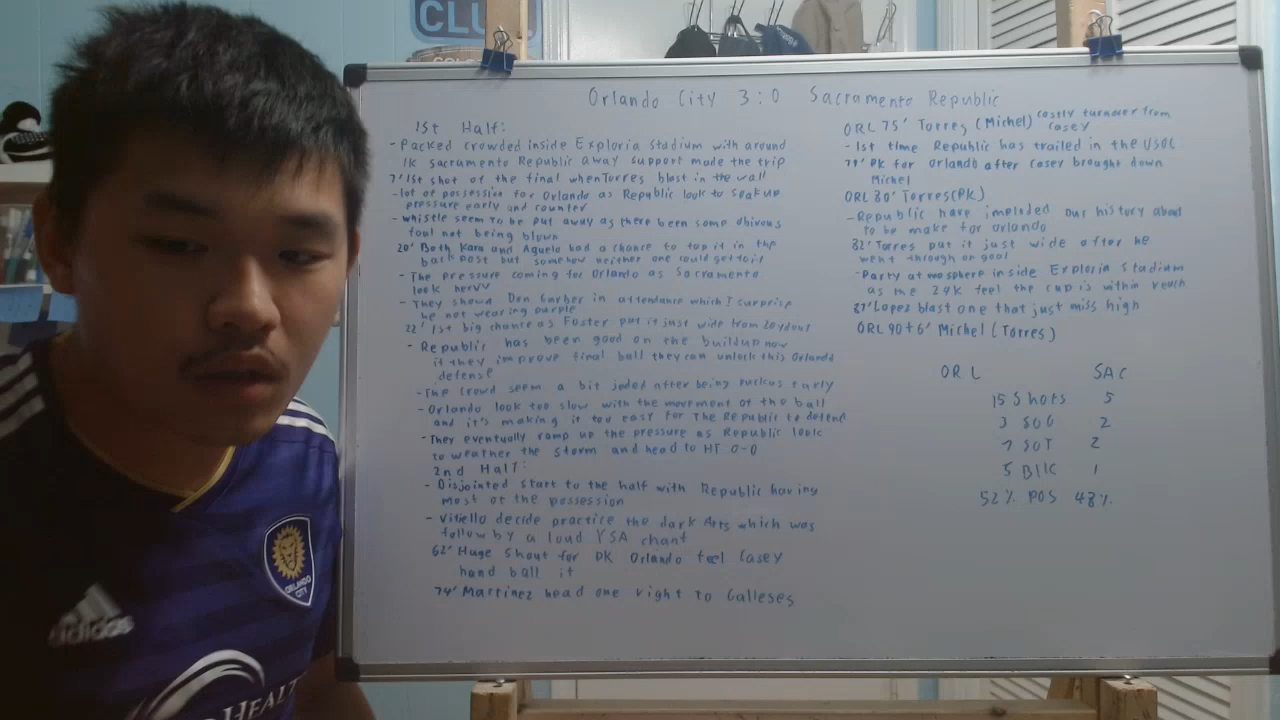 CLU
Orlando City 3:0 Sacramento Republic
1st Half:
- Packed crowded inside Exploria Stadium with around
1k sacramento Republic away support made the trip
7' 1st shot of the final when Torres blast in the wall
- lot of possession for Orlando as Republic look to soak up
pressure early and counter
- whistle seem to be put away as there been some obivous
foul not being blown
20' Both Kara and Angulo had a chance to tap it in the
back post but somehow neither one could get to it
- The pressure coming for Orlando as Sacramento
look nervy
- They shown Don Garber in attendance which I surprise
he not wearing purple
22' 1st big chance as Foster put it just wide from 20 yd out
- Republic has been good on the buildup now
if they improve final ball they can unlock this Orlando
defense
- The crowd seem a bit jaded after being ruckus early
- Orlando look too slow with the movement of the ball
and it's making it too easy for The Republic to defend
- They eventually ramp up the pressure as Republic look
to weather the storm and head to HT 0-0
2nd Half:
- Disjointed start to the half with Republic having
most of the possession
- Vitiello decide practice the dark Arts which was
follow by a loud YSA chant
62' Huge shout for PK Orlando feel Casey
hand ball it
74' Martinez head one right to Galleses
ORL 75' Torres (Michel) costly turnover from
Casey
- 1st time Republic has trailed in the USOC
79' PK for Orlando after Casey brought down
Michel
ORL 80' Torres (PK)
- Republic have imploded our history about
to be make for Orlando
82' Torres put it just wide after he
went through on goal
- Party atmosphere inside Exploria Stadium
as the 24k feel the cup is within reach
87' Lopez blast one that just miss high
ORL 90+6' Michel (Torres)
ORL SAC
15 Shots 5
3 SOG 2
7 SOT 2
5 Blk 1
52% POS 48%
ORLANDO
CITY
adidas
HEALT